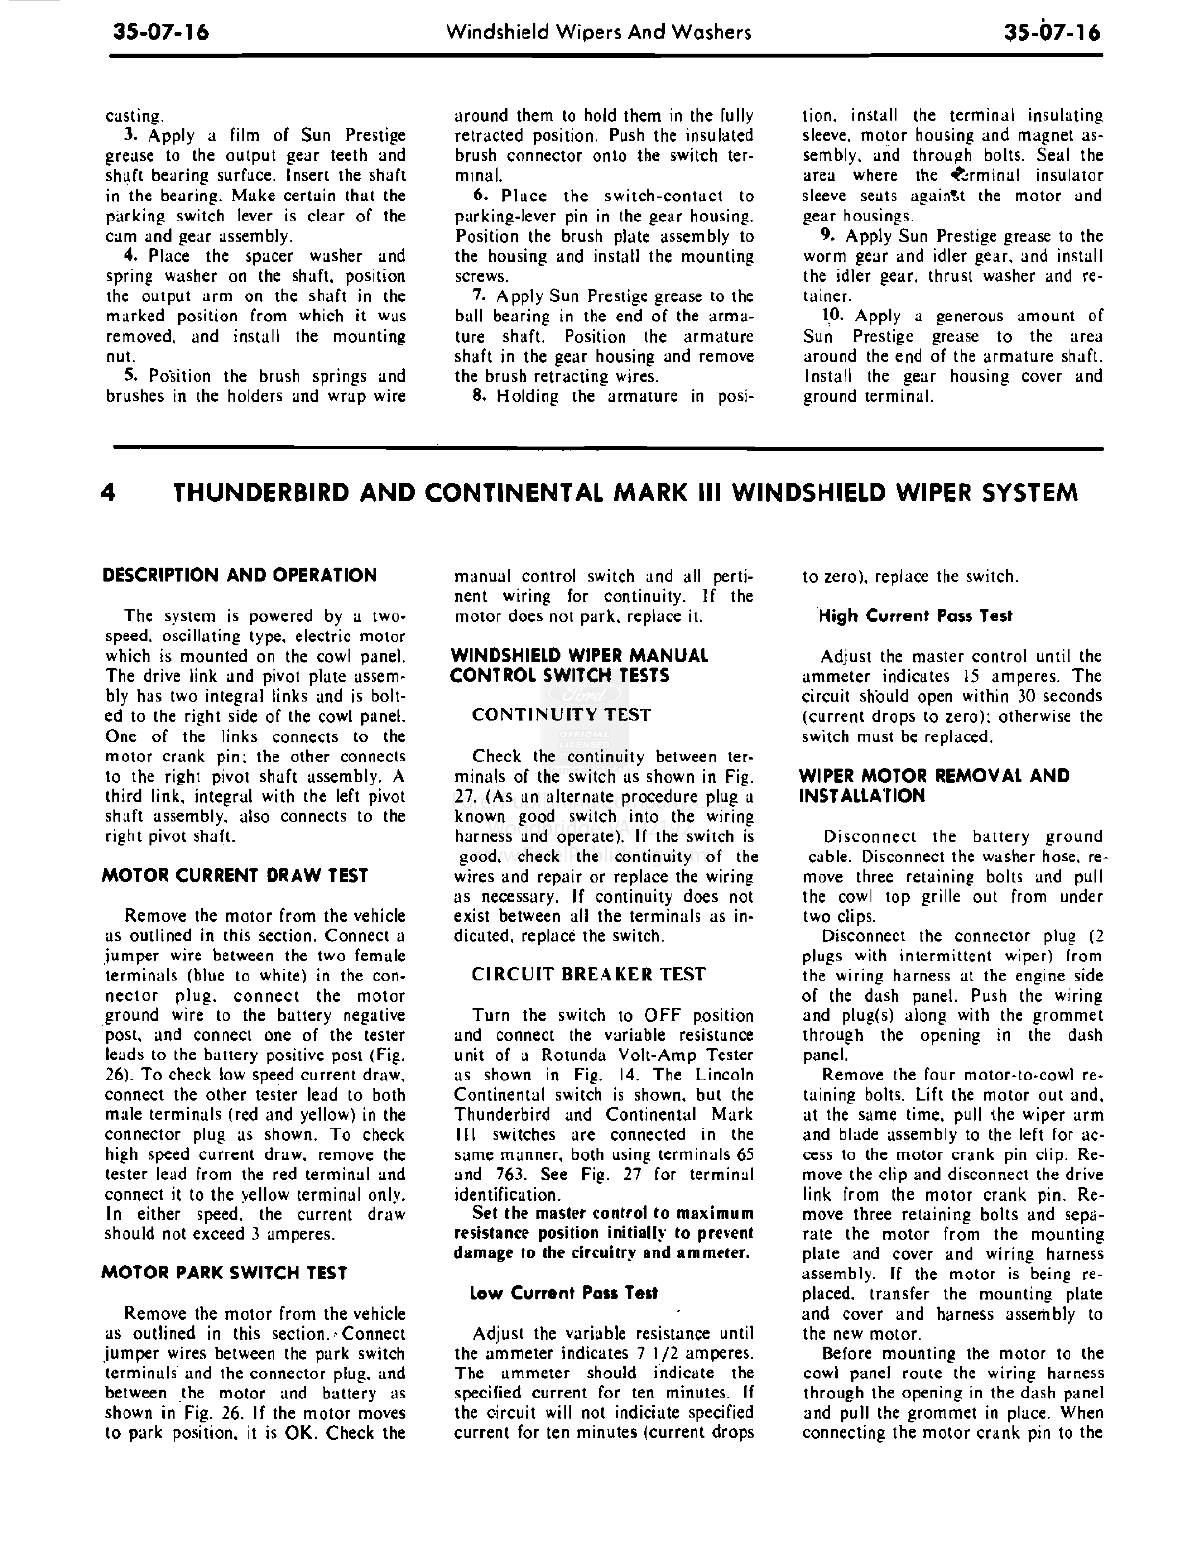 35-07-16
Windshield Wipers And Washers
35-07-16
casting.
3. Apply a film of Sun Prestige
grease to the output gear teeth and
shaft bearing surface. Insert the shaft
in the bearing. Make certain that the
parking switch lever is clear of the
cam and gear assembly.
4. Place the spacer washer and
spring washer on the shaft, position
the output arm on the shaft in the
marked position from which it was
removed, and install the mounting
nut.
5. Position the brush springs and
brushes in the holders and wrap wire
around them to hold them in the fully
retracted position. Push the insulated
brush connector onto the switch ter-
minal.
6. Place the switch-contact to
parking-lever pin in the gear housing.
Position the brush plate assembly to
the housing and install the mounting
screws.
7. Apply Sun Prestige grease to the
ball bearing in the end of the arma-
ture shaft. Position the armature
shaft in the gear housing and remove
the brush retracting wires.
8. Holding the armature in posi-
tion, install the terminal insulating
sleeve, motor housing and magnet as-
sembly, and through bolts. Seal the
area where the terminal insulator
sleeve seats against the motor and
gear housings.
9. Apply Sun Prestige grease to the
worm gear and idler gear, and install
the idler gear, thrust washer and re-
tainer.
10. Apply a generous amount of
Sun Prestige grease to the area
around the end of the armature shaft.
Install the gear housing cover and
ground terminal.
4 THUNDERBIRD AND CONTINENTAL MARK III WINDSHIELD WIPER SYSTEM
DESCRIPTION AND OPERATION
The system is powered by a two-
speed, oscillating type, electric motor
which is mounted on the cowl panel.
The drive link and pivot plate assem-
bly has two integral links and is bolt-
ed to the right side of the cowl panel.
One of the links connects to the
motor crank pin; the other connects
to the right pivot shaft assembly. A
third link, integral with the left pivot
shaft assembly, also connects to the
right pivot shaft.
MOTOR CURRENT DRAW TEST
Remove the motor from the vehicle
as outlined in this section. Connect a
jumper wire between the two female
terminals (blue to white) in the con-
nector plug, connect the motor
ground wire to the battery negative
post, and connect one of the tester
leads to the battery positive post (Fig.
26). To check low speed current draw,
connect the other tester lead to both
male terminals (red and yellow) in the
connector plug as shown. To check
high speed current draw, remove the
tester lead from the red terminal and
connect it to the yellow terminal only.
In either speed, the current draw
should not exceed 3 amperes.
MOTOR PARK SWITCH TEST
Remove the motor from the vehicle
as outlined in this section. Connect
jumper wires between the park switch
terminals and the connector plug, and
between the motor and battery as
shown in Fig. 26. If the motor moves
to park position, it is OK. Check the
manual control switch and all perti-
nent wiring for continuity. If the
motor does not park, replace it.
WINDSHIELD WIPER MANUAL
CONTROL SWITCH TESTS
CONTINUITY TEST
Check the continuity between ter-
minals of the switch as shown in Fig.
27. (As an alternate procedure plug a
known good switch into the wiring
harness and operate). If the switch is
good, check the continuity of the
wires and repair or replace the wiring
as necessary. If continuity does not
exist between all the terminals as in-
dicated, replace the switch.
CIRCUIT BREAKER TEST
Turn the switch to OFF position
and connect the variable resistance
unit of a Rotunda Volt-Amp Tester
as shown in Fig. 14. The Lincoln
Continental switch is shown, but the
Thunderbird and Continental Mark
III switches are connected in the
same manner, both using terminals 65
and 763. See Fig. 27 for terminal
identification.
Set the master control to maximum
resistance position initially to prevent
damage to the circuitry and ammeter.
Low Current Pass Test
Adjust the variable resistance until
the ammeter indicates 7 1/2 amperes.
The ammeter should indicate the
specified current for ten minutes. If
the circuit will not indiciate specified
current for ten minutes (current drops
to zero), replace the switch.
High Current Pass Test
Adjust the master control until the
ammeter indicates 15 amperes. The
circuit should open within 30 seconds
(current drops to zero); otherwise the
switch must be replaced.
WIPER MOTOR REMOVAL AND
INSTALLATION
Disconnect the battery ground
cable. Disconnect the washer hose, re-
move three retaining bolts and pull
the cowl top grille out from under
two clips.
Disconnect the connector plug (2
plugs with intermittent wiper) from
the wiring harness at the engine side
of the dash panel. Push the wiring
and plug(s) along with the grommet
through the opening in the dash
panel.
Remove the four motor-to-cowl re-
taining bolts. Lift the motor out and,
at the same time, pull the wiper arm
and blade assembly to the left for ac-
cess to the motor crank pin clip. Re-
move the clip and disconnect the drive
link from the motor crank pin. Re-
move three retaining bolts and sepa-
rate the motor from the mounting
plate and cover and wiring harness
assembly. If the motor is being re-
placed, transfer the mounting plate
and cover and harness assembly to
the new motor.
Before mounting the motor to the
cowl panel route the wiring harness
through the opening in the dash panel
and pull the grommet in place. When
connecting the motor crank pin to the